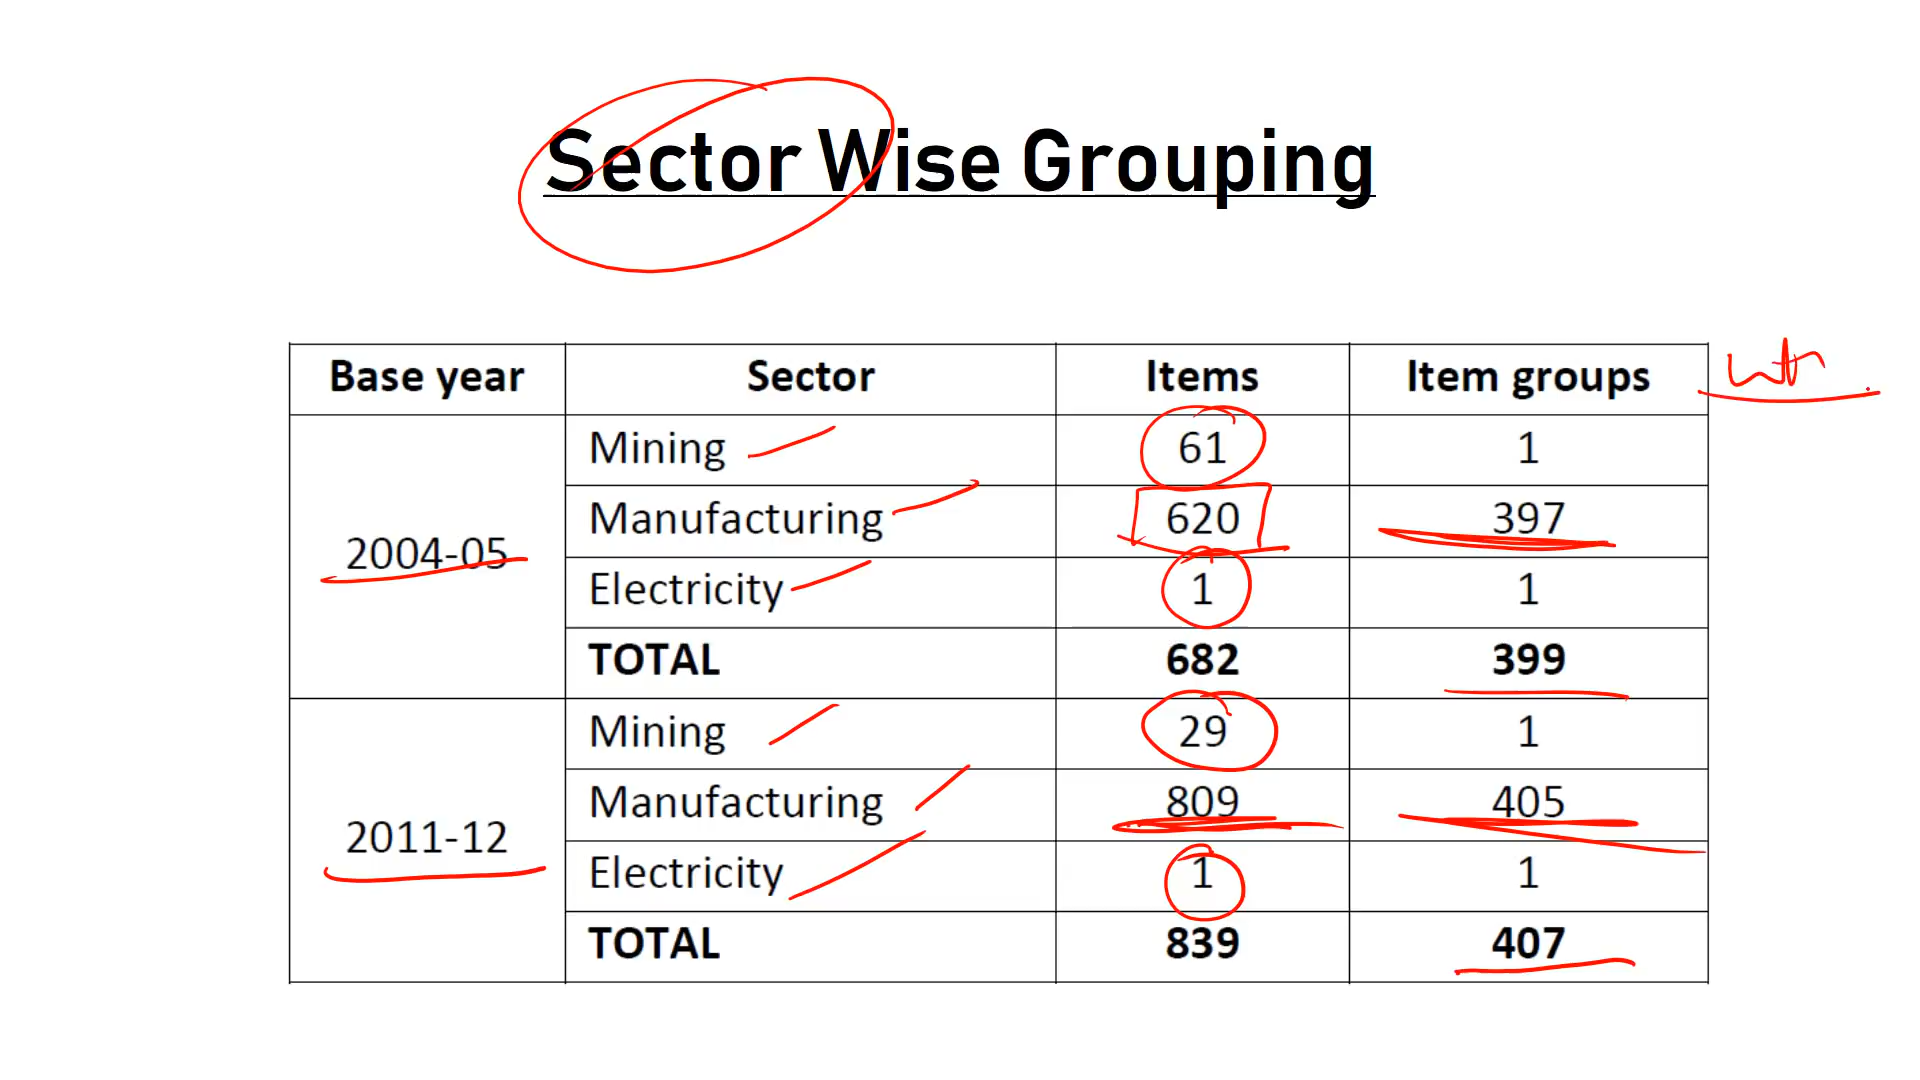 Sector Wise Grouping
Base year Sector Items Item groups
2004-05
Mining 61 1
Manufacturing 620 397
Electricity 1 1
TOTAL 682 399
2011-12
Mining 29 1
Manufacturing 809 405
Electricity 1 1
TOTAL 839 407